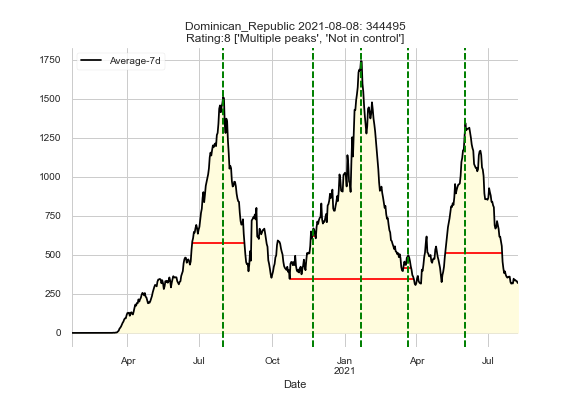 Dominican_Republic 2021-08-08: 344495
Rating:8 ['Multiple peaks', 'Not in control']
Average-7d
1750
1500
1250
1000
750
500
250
0
Apr
Jul
Oct
Jan
2021
Apr
Jul
Date